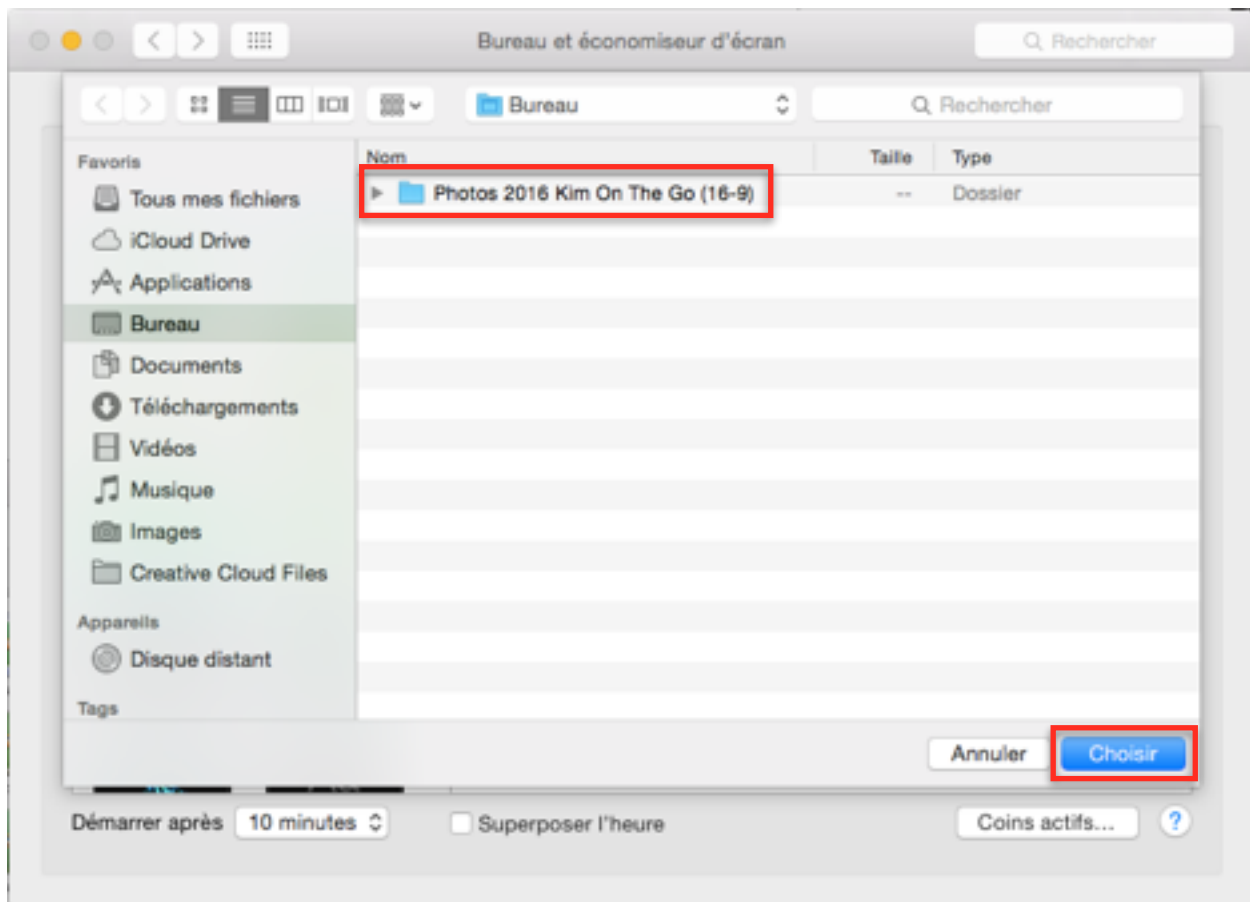 Bureau et économiseur d'écran
Rechercher
Bureau
Rechercher
Favoris
Tous mes fichiers
iCloud Drive
Applications
Bureau
Documents
Téléchargements
Vidéos
Musique
Images
Creative Cloud Files
Appareils
Disque distant
Tags
Nom Taille Type
Photos 2016 Kim On The Go (16-9) -- Dossier
Annuler Choisir
Démarrer après 10 minutes Superposer l'heure Coins actifs... ?